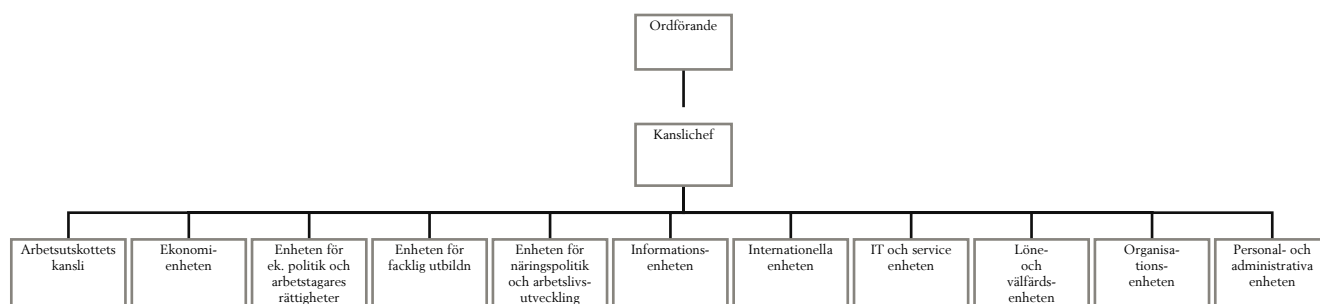 Ordförande
Kanslichef
Arbetsutskottets
kansli
Ekonomi-
enheten
Enheten för
ek. politik och
arbetstagares
rättigheter
Enheten för
facklig utbildn
Enheten för
näringspolitik
och arbetslivs-
utveckling
Informations-
enheten
Internationella
enheten
IT och service
enheten
Löne-
och
välfärds-
enheten
Organisa-
tions-
enheten
Personal- och
administrativa
enheten